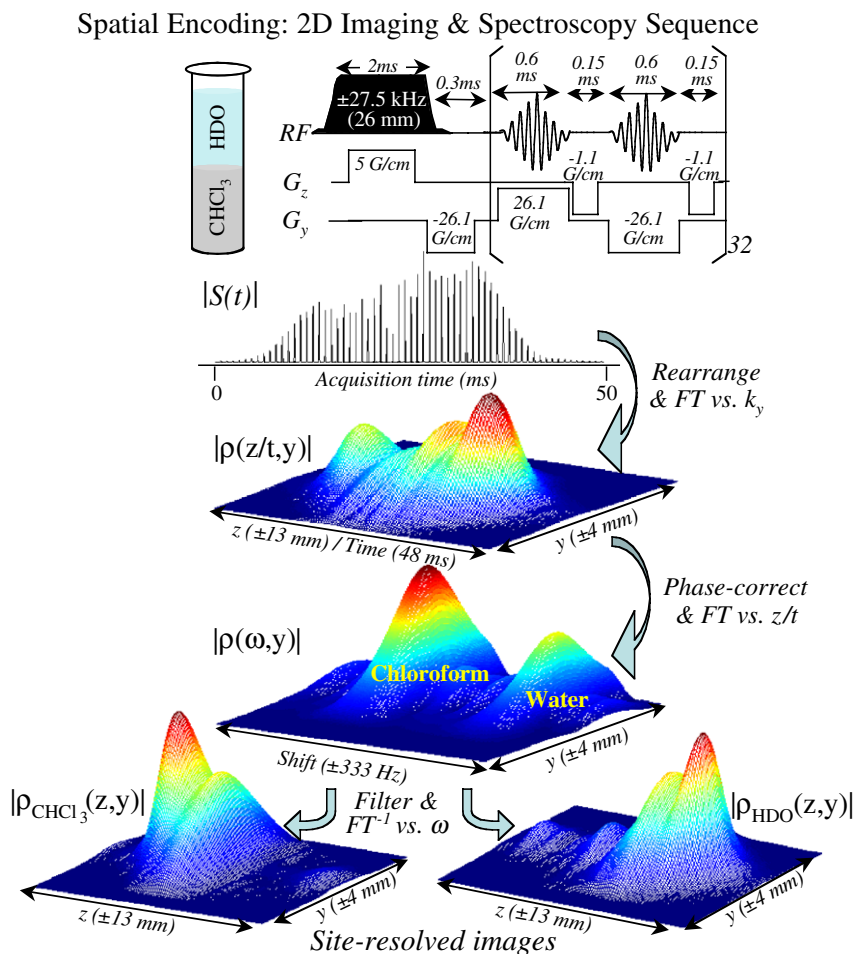 Spatial Encoding: 2D Imaging & Spectroscopy Sequence
HDO
CHCl3
2ms
0.3ms
0.6 ms
0.15 ms
0.6 ms
0.15 ms
±27.5 kHz
(26 mm)
RF
5 G/cm
-1.1 G/cm
-1.1 G/cm
Gz
26.1 G/cm
Gy
-26.1 G/cm
-26.1 G/cm
32
|S(t)|
0
Acquisition time (ms)
50
Rearrange
& FT vs. ky
|ρ(z/t,y)|
z (±13 mm) / Time (48 ms)
y (±4 mm)
Phase-correct
& FT vs. z/t
|ρ(ω,y)|
Chloroform
Water
Shift (±333 Hz)
y (±4 mm)
|ρCHCl3(z,y)|
Filter &
FT-1 vs. ω
|ρHDO(z,y)|
z (±13 mm)
y (±4 mm)
z (±13 mm)
y (±4 mm)
Site-resolved images